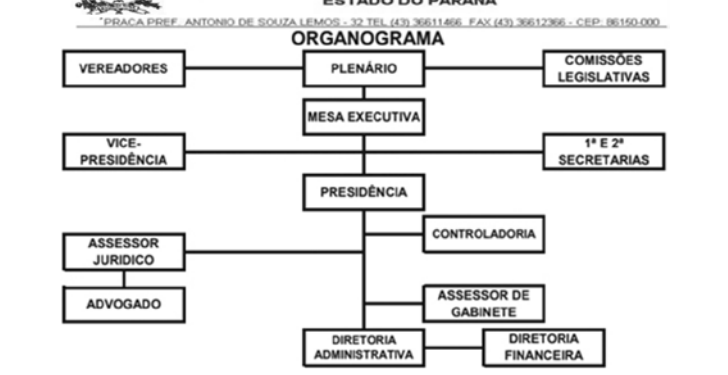 ESTADO DO PARANÁ
PRAÇA PREF. ANTONIO DE SOUZA LEMOS - 32 TEL (43) 36611466 FAX (43) 36612366 - CEP: 86150-000
ORGANOGRAMA
VEREADORES
PLENÁRIO
COMISSÕES
LEGISLATIVAS
MESA EXECUTIVA
VICE-
PRESIDÊNCIA
1ª E 2ª
SECRETARIAS
PRESIDÊNCIA
CONTROLADORIA
ASSESSOR
JURIDICO
ADVOGADO
ASSESSOR DE
GABINETE
DIRETORIA
ADMINISTRATIVA
DIRETORIA
FINANCEIRA